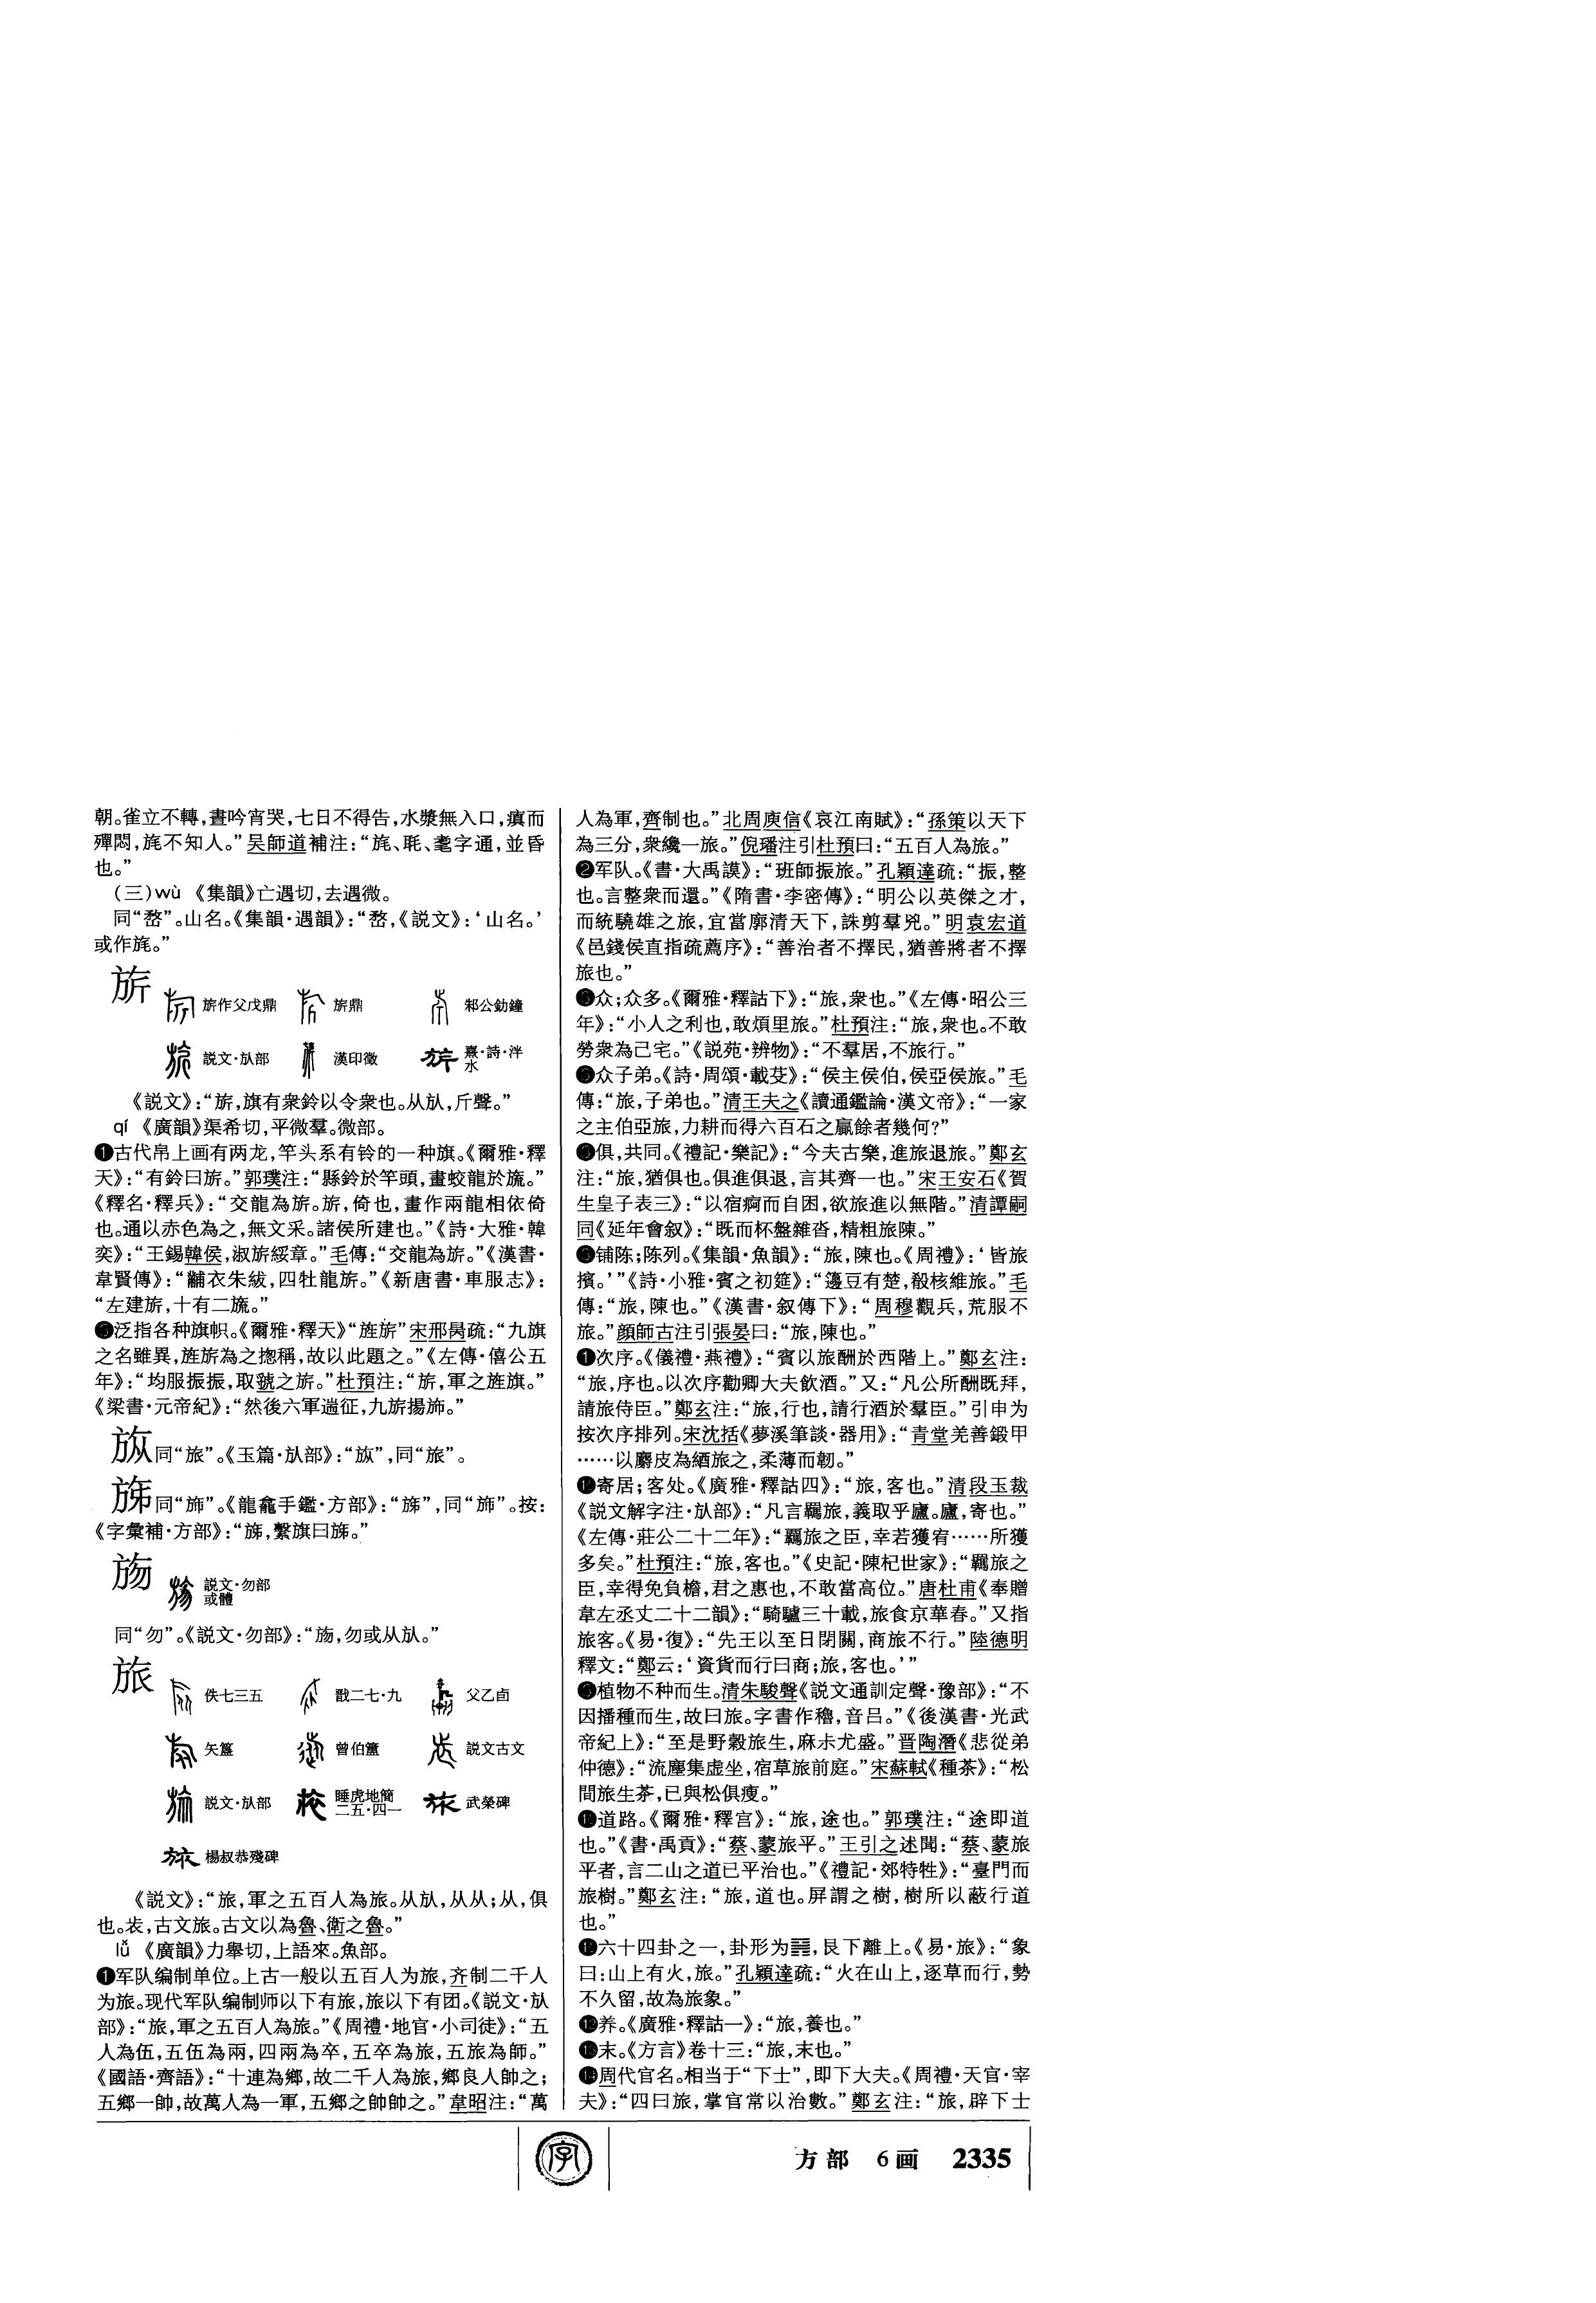 朝。雀立不轉,晝吟宵哭,七日不得告,水漿無入口,瘨而
殫悶,旄不知人。”吴師道補注:“旄、眊、耄字通,並昏
也。”
(三)wù 《集韻》亡遇切,去遇微。
同“嵍”。山名。《集韻·遇韻》:“嵍,《説文》:‘山名。’
或作旄。”
旂
旂作父戊鼎 旂鼎 邾公釛鐘
説文·㫃部 漢印徵 熹·詩·泮
水
《説文》:“旂,旗有衆鈴以令衆也。从㫃,斤聲。”
qí 《廣韻》渠希切,平微羣。微部。
❶古代帛上画有两龙,竿头系有铃的一种旗。《爾雅·釋
天》:“有鈴曰旂。”郭璞注:“縣鈴於竿頭,畫蛟龍於旒。”
《釋名·釋兵》:“交龍為旂。旂,倚也,畫作兩龍相依倚
也。通以赤色為之,無文采。諸侯所建也。”《詩·大雅·韓
奕》:“王錫韓侯,淑旂綏章。”毛傳:“交龍為旂。”《漢書·
韋賢傳》:“黼衣朱紱,四牡龍旂。”《新唐書·車服志》:
“左建旂,十有二旒。”
泛指各种旗帜。《爾雅·釋天》“旌旂”宋邢昺疏:“九旗
之名雖異,旌旂為之揔稱,故以此題之。”《左傳·僖公五
年》:“均服振振,取虢之旂。”杜預注:“旂,軍之旌旗。”
《梁書·元帝紀》:“然後六軍遄征,九旂揚斾。”
同“旅”。《玉篇·㫃部》:“”,同“旅”。
同“斾”。《龍龕手鑑·方部》:“”,同“斾”。按:
《字彙補·方部》:“,繫旗曰。”
㫚
説文·勿部
或體
同“勿”。《説文·勿部》:“,勿或从㫃。”
旅
佚七三五 戬二七·九 父乙卣
矢簋 曾伯簠 説文古文
説文·㫃部 睡虎地簡
二五·四一 武榮碑
楊叔恭殘碑
《説文》:“旅,軍之五百人為旅。从㫃,从从;从,俱
也。,古文旅。古文以為魯、衛之魯。”
lǚ 《廣韻》力舉切,上語來。魚部。
❶军队编制单位。上古一般以五百人为旅,齐制二千人
为旅。现代军队编制师以下有旅,旅以下有团。《説文·㫃
部》:“旅,軍之五百人為旅。”《周禮·地官·小司徒》:“五
人為伍,五伍為兩,四兩為卒,五卒為旅,五旅為師。”
《國語·齊語》:“十連為鄉,故二千人為旅,鄉良人帥之;
五鄉一帥,故萬人為一軍,五鄉之帥帥之。”韋昭注:“萬
人為軍,齊制也。”北周庾信《哀江南賦》:“孫策以天下
為三分,衆纔一旅。”倪璠注引杜預曰:“五百人為旅。”
❷军队。《書·大禹謨》:“班師振旅。”孔穎達疏:“振,整
也。言整衆而還。”《隋書·李密傳》:“明公以英傑之才,
而統驍雄之旅,宜當廓清天下,誅剪羣兇。”明袁宏道
《邑錢侯直指疏薦序》:“善治者不擇民,猶善將者不擇
旅也。”
众;众多。《爾雅·釋詁下》:“旅,衆也。”《左傳·昭公三
年》:“小人之利也,敢煩里旅。”杜預注:“旅,衆也。不敢
勞衆為己宅。”《説苑·辨物》:“不羣居,不旅行。”
众子弟。《詩·周頌·載芟》:“侯主侯伯,侯亞侯旅。”毛
傳:“旅,子弟也。”清王夫之《讀通鑑論·漢文帝》:“一家
之主伯亞旅,力耕而得六百石之贏餘者幾何?”
俱,共同。《禮記·樂記》:“今夫古樂,進旅退旅。”鄭玄
注:“旅,猶俱也。俱進俱退,言其齊一也。”宋王安石《賀
生皇子表三》:“以宿痾而自困,欲旅進以無階。”清譚嗣
同《延年會叙》:“既而杯盤雜沓,精粗旅陳。”
铺陈;陈列。《集韻·魚韻》:“旅,陳也。《周禮》:‘皆旅
擯。’”《詩·小雅·賓之初筵》:“籩豆有楚,殽核維旅。”毛
傳:“旅,陳也。”《漢書·叙傳下》:“周穆觀兵,荒服不
旅。”顔師古注引張晏曰:“旅,陳也。”
次序。《儀禮·燕禮》:“賓以旅酬於西階上。”鄭玄注:
“旅,序也。以次序勸卿大夫飲酒。”又:“凡公所酬既拜,
請旅侍臣。”鄭玄注:“旅,行也,請行酒於羣臣。”引申为
按次序排列。宋沈括《夢溪筆談·器用》:“青堂羌善鍛甲
……以麝皮為綇旅之,柔薄而韌。”
寄居;客处。《廣雅·釋詁四》:“旅,客也。”清段玉裁
《説文解字注·㫃部》:“凡言羈旅,義取乎廬。廬,寄也。”
《左傳·莊公二十二年》:“羈旅之臣,幸若獲宥……所獲
多矣。”杜預注:“旅,客也。”《史記·陳杞世家》:“羈旅之
臣,幸得免負檐,君之惠也,不敢當高位。”唐杜甫《奉贈
韋左丞丈二十二韻》:“騎驢三十載,旅食京華春。”又指
旅客。《易·復》:“先王以至日閉關,商旅不行。”陸德明
釋文:“鄭云:‘資貨而行曰商;旅,客也。’”
植物不种而生。清朱駿聲《説文通訓定聲·豫部》:“不
因播種而生,故曰旅。字書作穭,音吕。”《後漢書·光武
帝紀上》:“至是野穀旅生,麻尗尤盛。”晋陶潛《悲從弟
仲德》:“流塵集虚坐,宿草旅前庭。”宋蘇軾《種茶》:“松
間旅生茶,已與松俱瘦。”
道路。《爾雅·釋宫》:“旅,途也。”郭璞注:“途即道
也。”《書·禹貢》:“蔡、蒙旅平。”王引之述聞:“蔡、蒙旅
平者,言二山之道已平治也。”《禮記·郊特牲》:“臺門而
旅樹。”鄭玄注:“旅,道也。屏謂之樹,樹所以蔽行道
也。”
六十四卦之一,卦形为䷷,艮下離上。《易·旅》:“象
曰:山上有火,旅。”孔穎達疏:“火在山上,逐草而行,勢
不久留,故為旅象。”
⓬养。《廣雅·釋詁一》:“旅,養也。”
⓭末。《方言》卷十三:“旅,末也。”
⓮周代官名。相当于“下士”,即下大夫。《周禮·天官·宰
夫》:“四曰旅,掌官常以治數。”鄭玄注:“旅,辟下士
字
方部 6画 2335